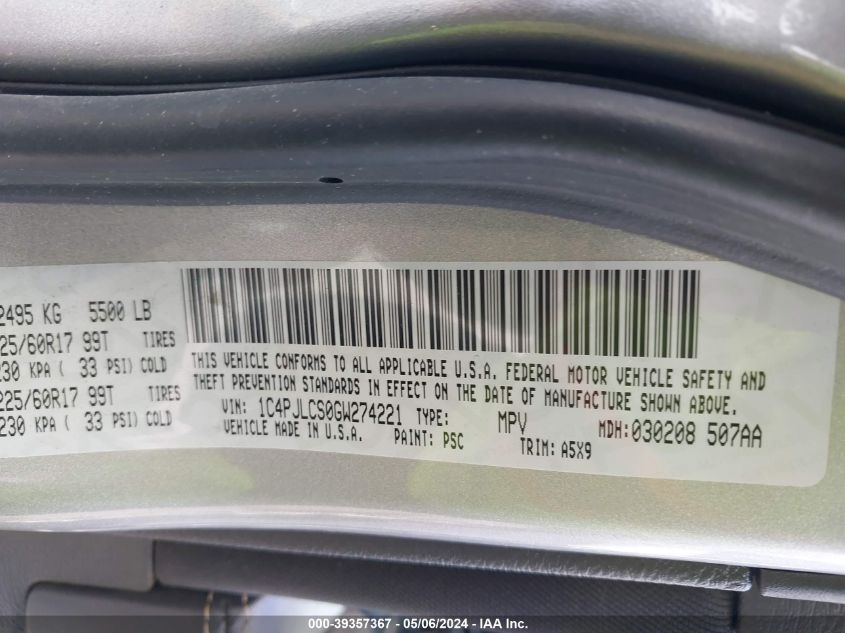 2495 KG 5500 LB
225/60R17 99T TIRES
230 KPA ( 33 PSI) COLD
225/60R17 99T TIRES
230 KPA ( 33 PSI) COLD
THIS VEHICLE CONFORMS TO ALL APPLICABLE U.S.A. FEDERAL MOTOR VEHICLE SAFETY AND
THEFT PREVENTION STANDARDS IN EFFECT ON THE DATE OF MANUFACTURE SHOWN ABOVE.
VIN: 1C4PJLCS0GW274221 TYPE: MPV MDH:030208 507AA
VEHICLE MADE IN U.S.A. PAINT: PSC TRIM: A5X9
000-39357367 - 05/06/2024 - IAA Inc.